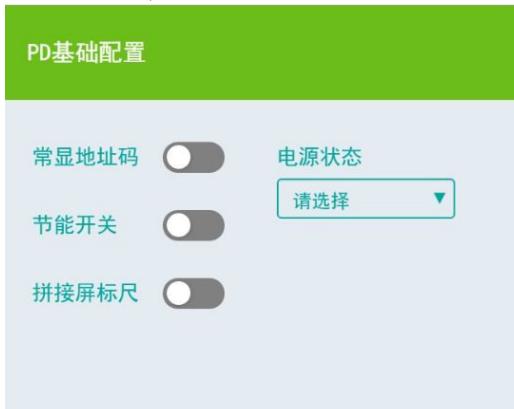 PD基础配置
常显地址码
电源状态
请选择
节能开关
拼接屏标尺